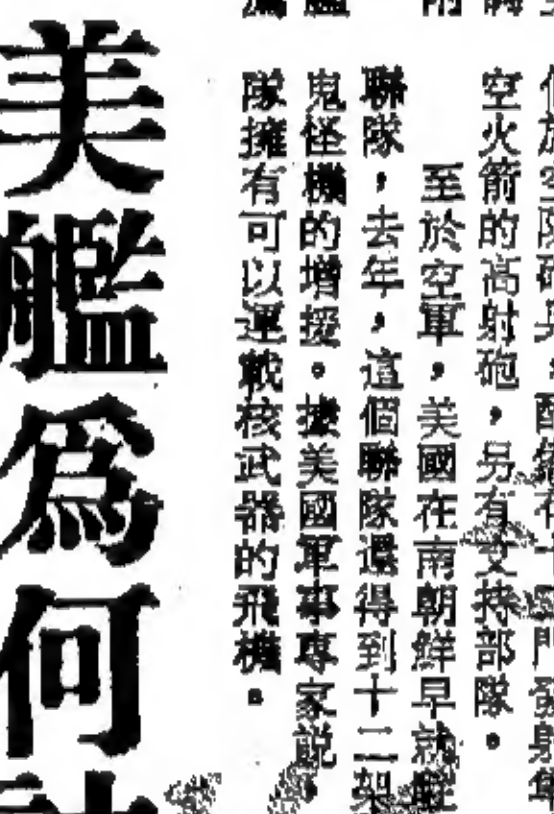 空火箭的高射砲，另有支持部隊。
至於空軍，美國在南朝鮮早就
聯隊，去年，這個聯隊還得到十二架
鬼怪機的增援。據美國軍事專家說，
隊擁有可以運載核武器的飛機。
美艦為何